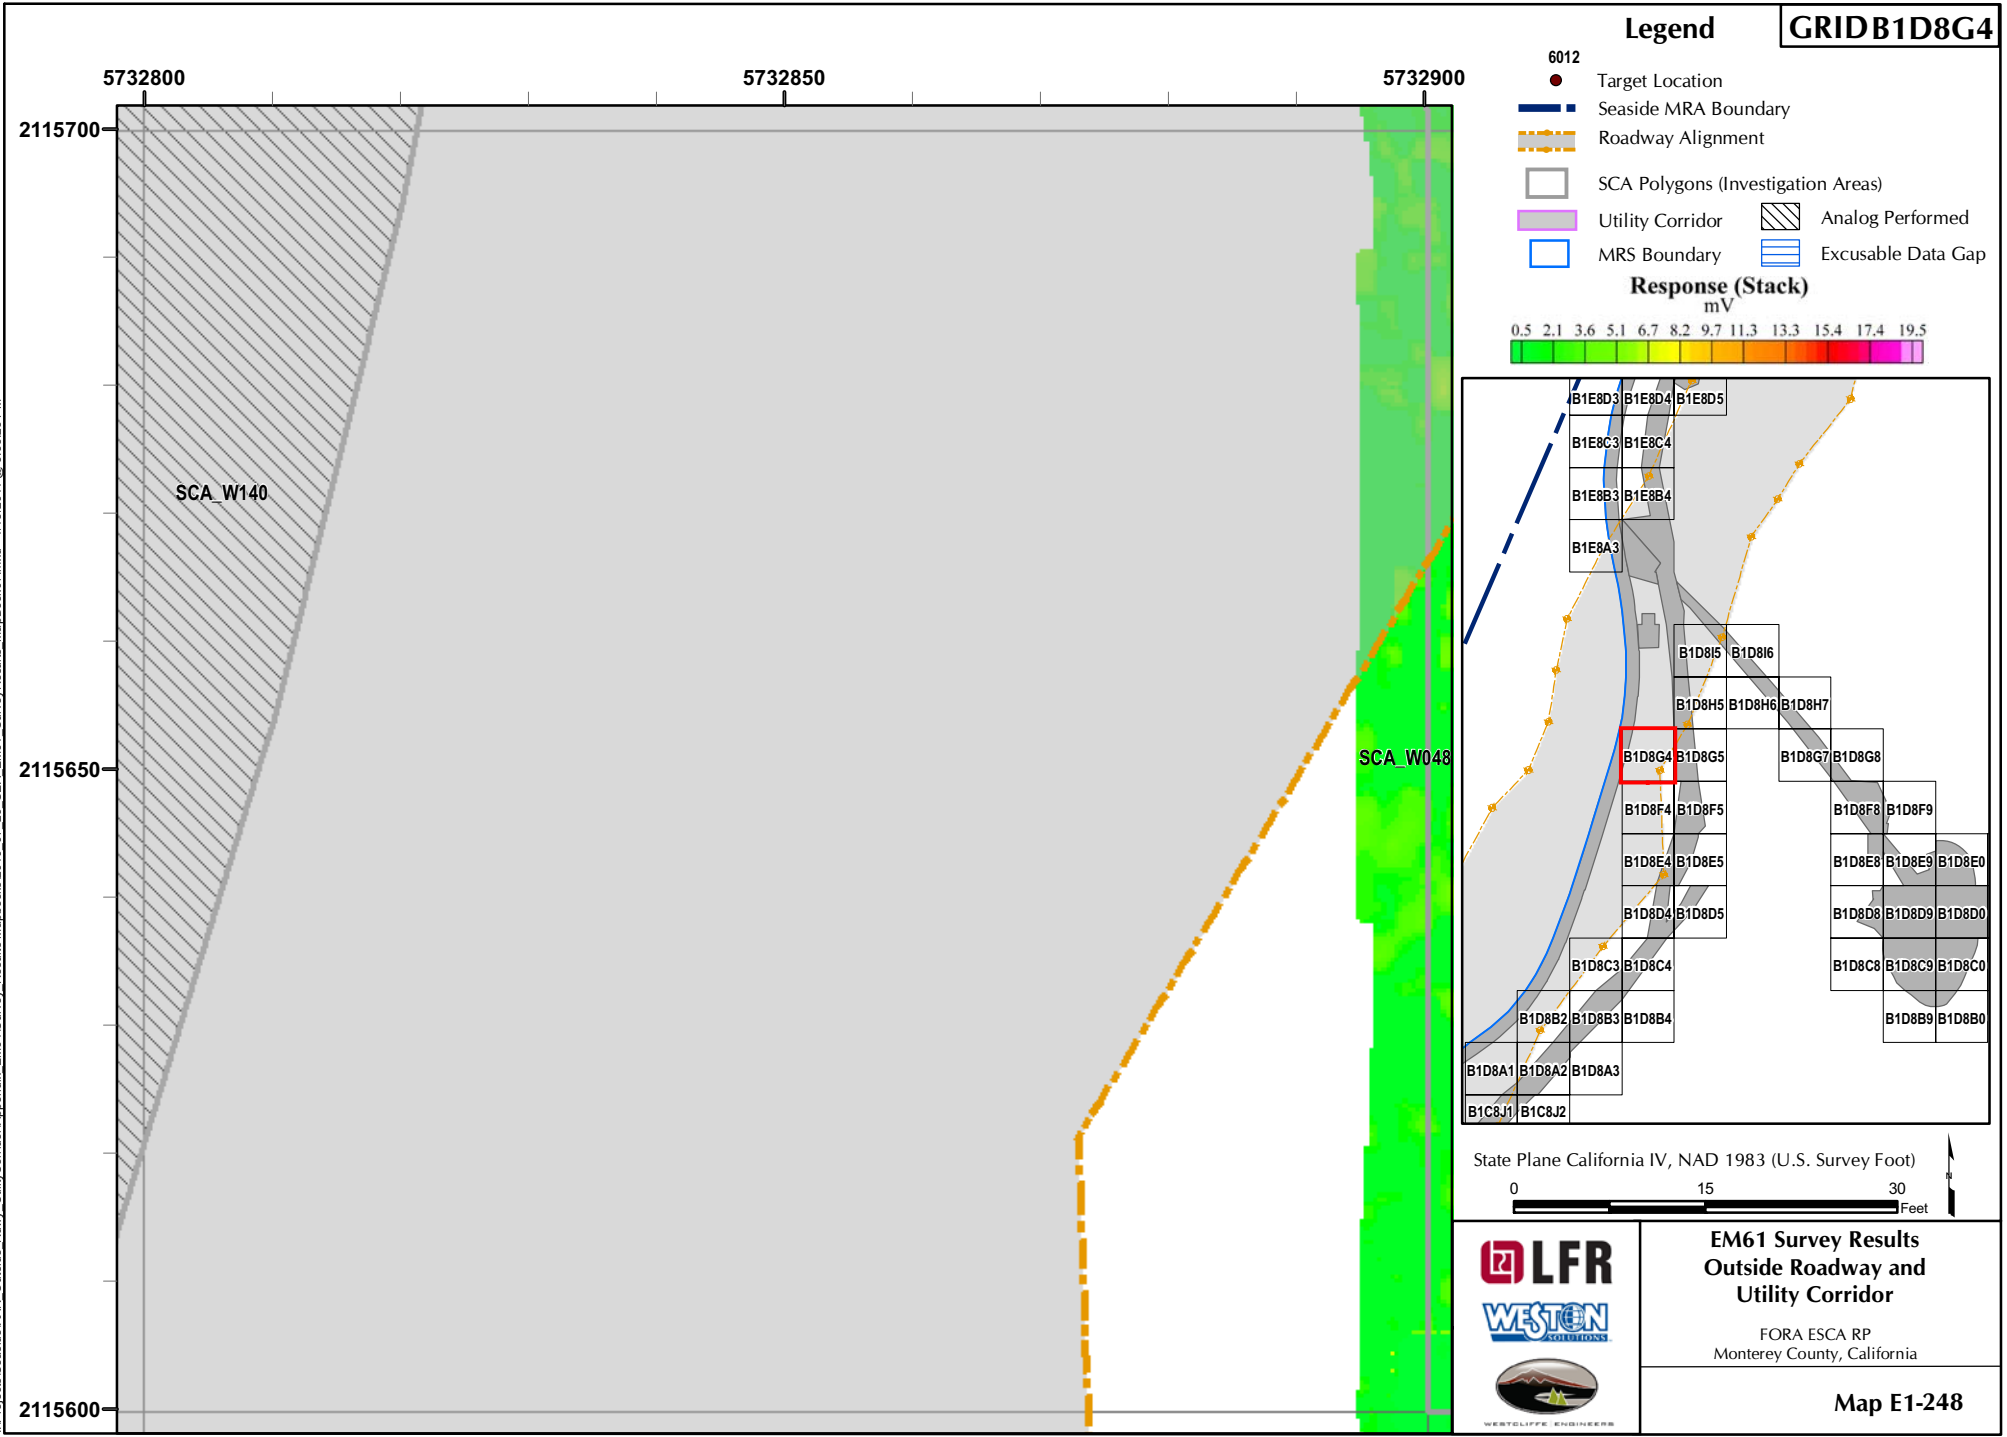 GRID B1D8G4
Legend
6012
Target Location
Seaside MRA Boundary
Roadway Alignment
SCA Polygons (Investigation Areas)
Utility Corridor
Analog Performed
MRS Boundary
Excusable Data Gap
Response (Stack)
mV
0.5 2.1 3.6 5.1 6.7 8.2 9.7 11.3 13.3 15.4 17.4 19.5
5732800 5732850 5732900
2115700
2115650
2115600
SCA_W140
SCA_W048
B1E8D3 B1E8D4 B1E8D5
B1E8C3 B1E8C4
B1E8B3 B1E8B4
B1E8A3
B1D8I5 B1D8I6
B1D8H5 B1D8H6 B1D8H7
B1D8G4 B1D8G5 B1D8G7 B1D8G8
B1D8F4 B1D8F5 B1D8F8 B1D8F9
B1D8E4 B1D8E5 B1D8E8 B1D8E9 B1D8E0
B1D8D4 B1D8D5 B1D8D8 B1D8D9 B1D8D0
B1D8C3 B1D8C4 B1D8C8 B1D8C9 B1D8C0
B1D8B2 B1D8B3 B1D8B4 B1D8B9 B1D8B0
B1D8A1 B1D8A2 B1D8A3
B1C8J1 B1C8J2
State Plane California IV, NAD 1983 (U.S. Survey Foot)
0 15 30
Feet
N
LFR
WESTON
SOLUTIONS
WESTCLIFFE ENGINEERS
EM61 Survey Results
Outside Roadway and
Utility Corridor
FORA ESCA RP
Monterey County, California
Map E1-248